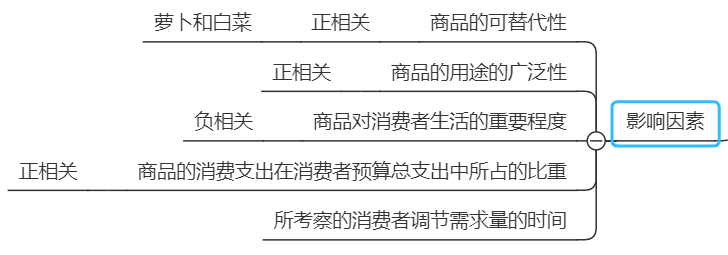 萝卜和白菜 正相关 商品的可替代性
正相关 商品的用途的广泛性
影响因素
负相关 商品对消费者生活的重要程度
正相关 商品的消费支出在消费者预算总支出中所占的比重
所考察的消费者调节需求量的时间